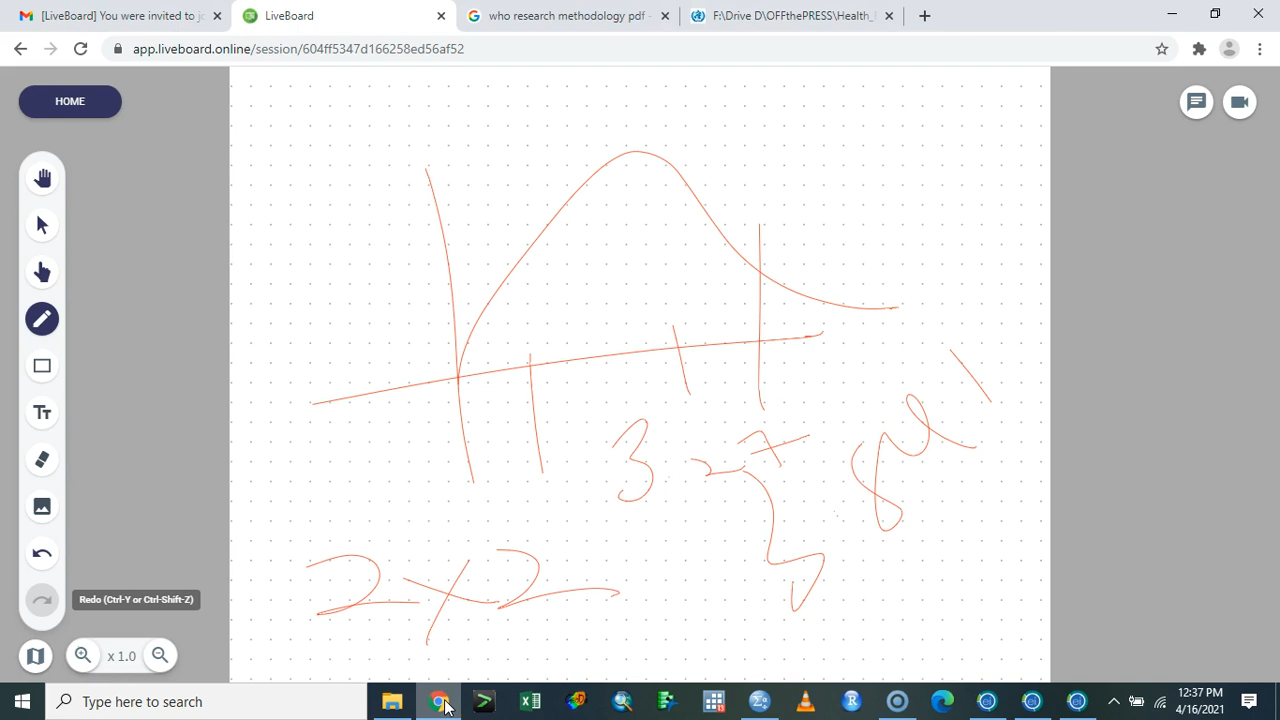 [LiveBoard] You were invited to jo
LiveBoard
who research methodology pdf -
F:\Drive D\OFFthePRESS\Health_
app.liveboard.online/session/604ff5347d166258ed56af52
HOME
Tт
3
2 x 2
Redo (Ctrl-Y or Ctrl-Shift-Z)
x 1.0
Type here to search
12:37 PM
4/16/2021